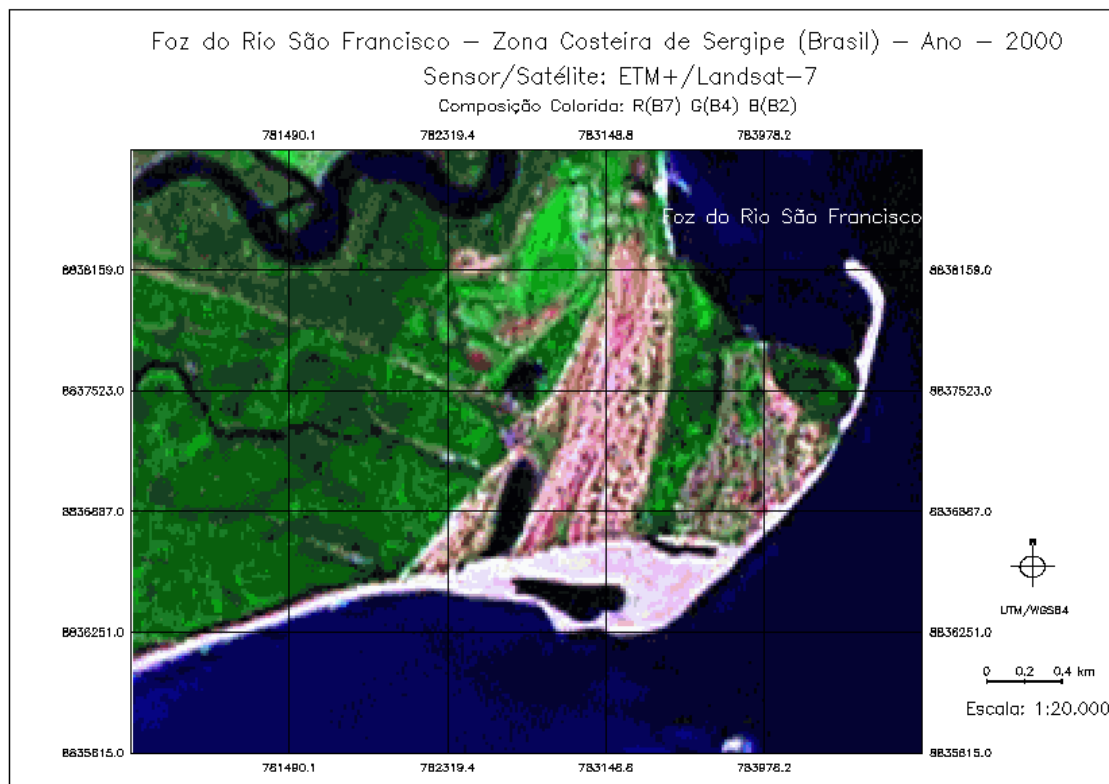 Foz do Rio São Francisco – Zona Costeira de Sergipe (Brasil) – Ano – 2000
Sensor/Satélite: ETM+/Landsat-7
Composição Colorida: R(B7) G(B4) B(B2)
781490.1 782319.4 783148.8 783978.2
Foz do Rio São Francisco
8838159.0 8838159.0
8837523.0 8837523.0
8836887.0 8836887.0
UTM/WGS84
8836251.0 8836251.0
0 0.2 0.4 km
Escala: 1:20.000
8835615.0 8835615.0
781490.1 782319.4 783148.8 783978.2